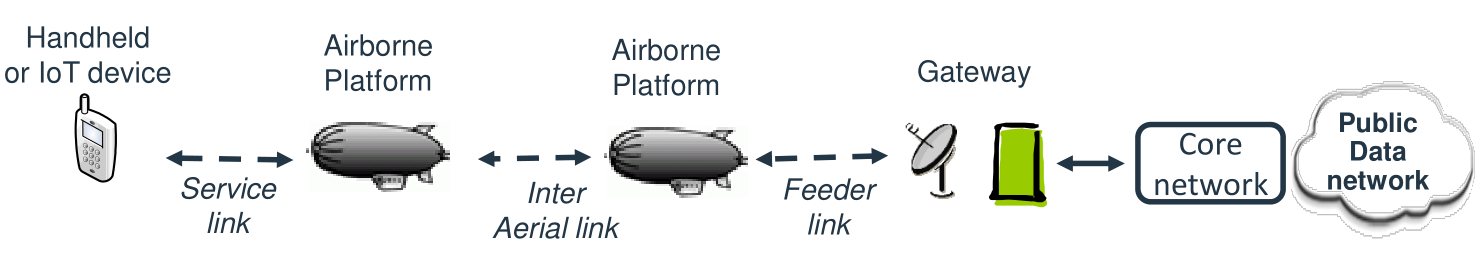 Handheld
or IoT device
Airborne
Platform
Airborne
Platform
Gateway
Service
link
Inter
Aerial link
Feeder
link
Core
network
Public
Data
network